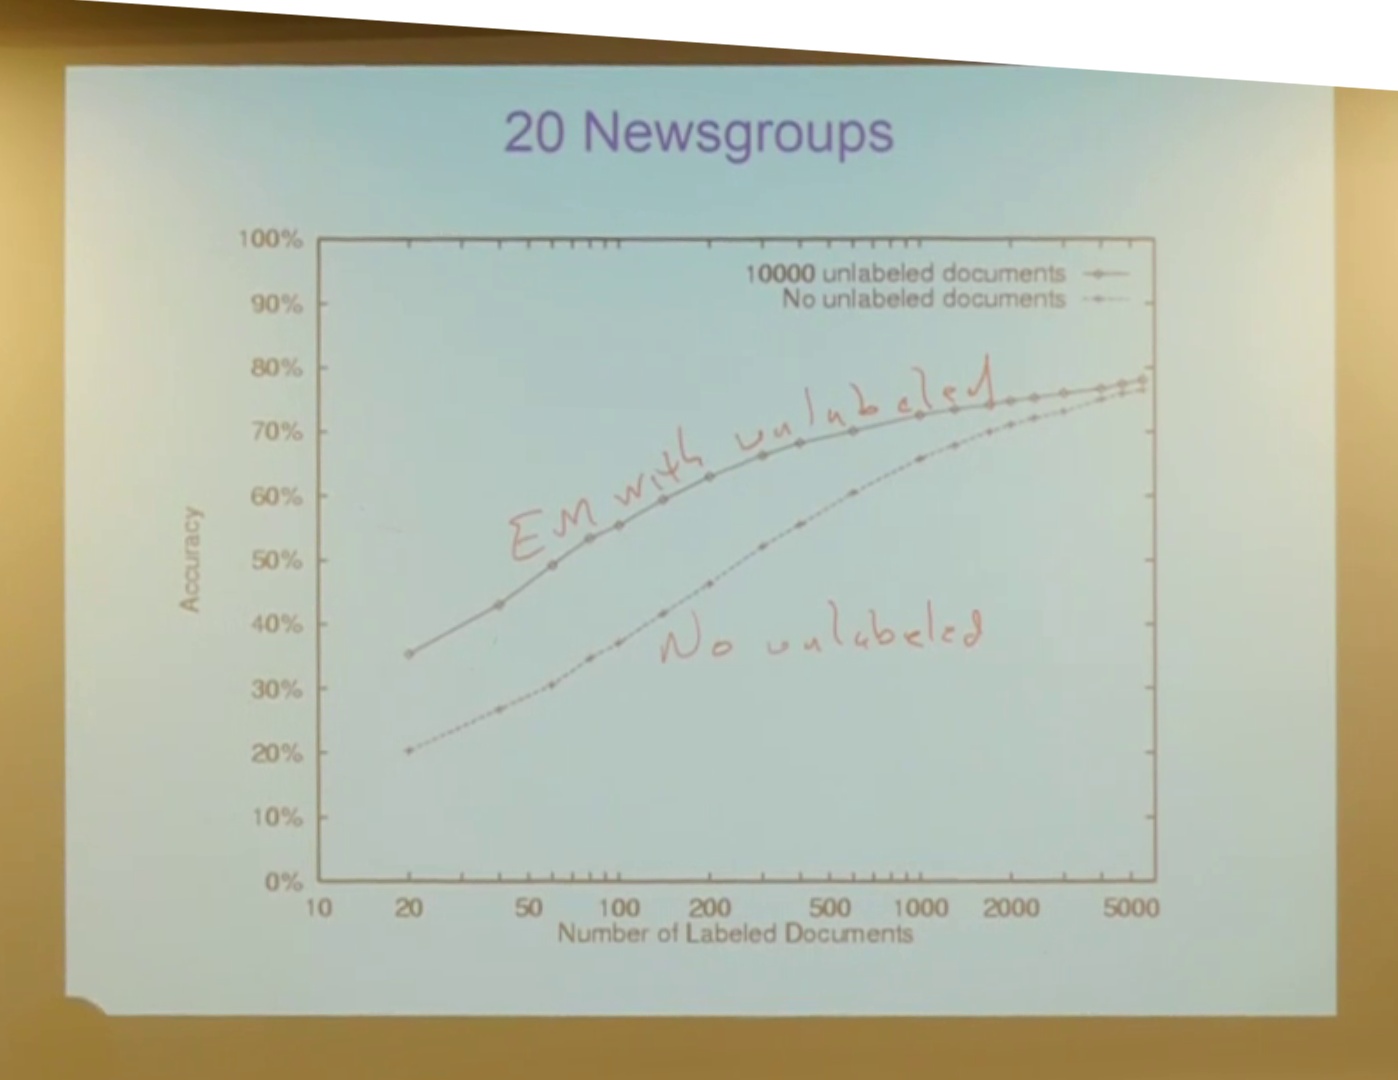 20 Newsgroups
100%
10000 unlabeled documents
No unlabeled documents
90%
80%
70%
60%
50%
40%
30%
20%
10%
0%
Accuracy
EM with unlabeled
No unlabeled
10 20 50 100 200 500 1000 2000 5000
Number of Labeled Documents